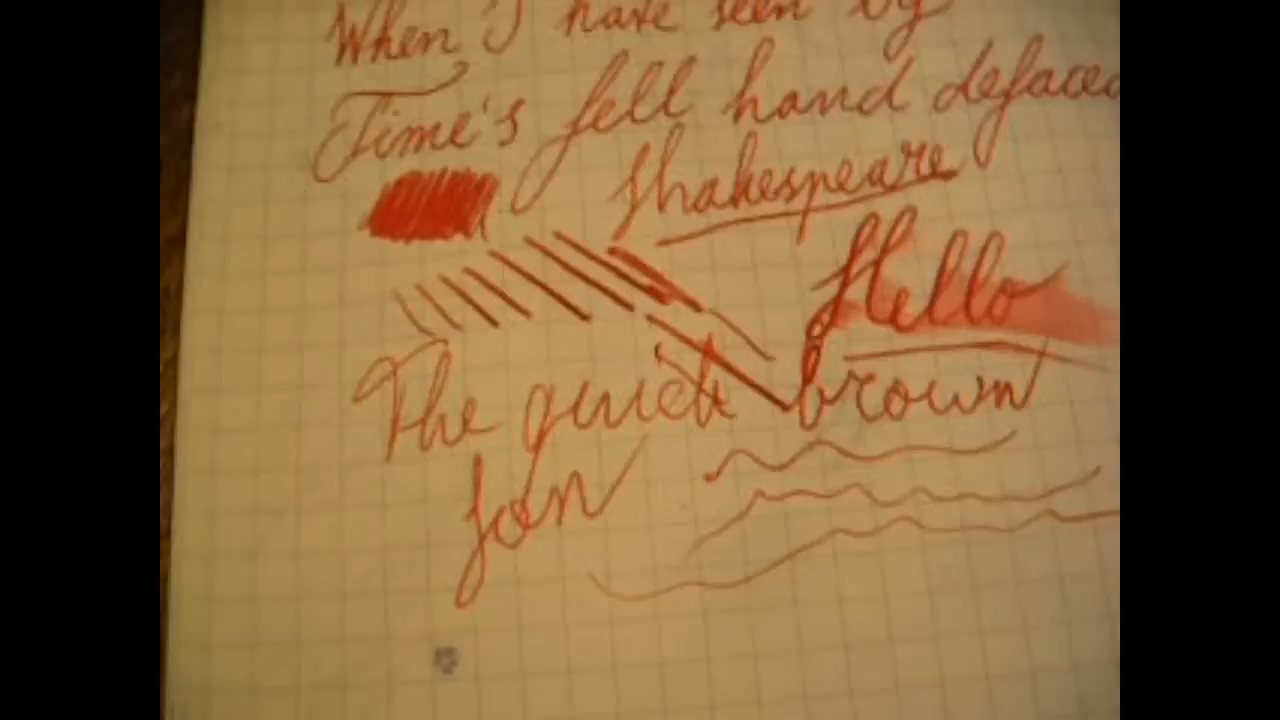 When I have seen by
Time's fell hand defaced
Shakespeare
Hello
The quick brown
fox